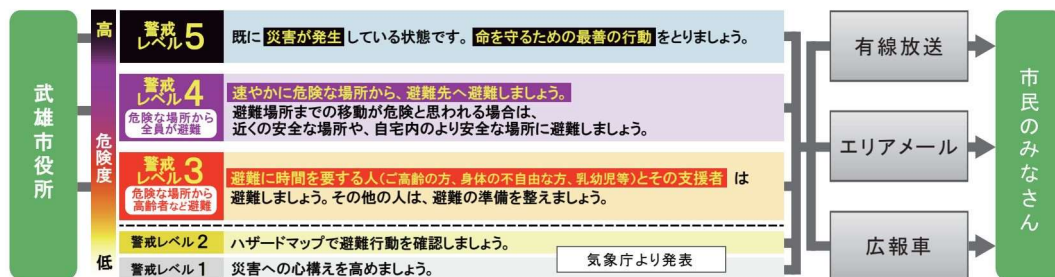 武雄市役所
高
危険度
低
警戒レベル5
既に災害が発生している状態です。命を守るための最善の行動をとりましょう。
警戒レベル4
危険な場所から
全員が避難
速やかに危険な場所から、避難先へ避難しましょう。
避難場所までの移動が危険と思われる場合は、
近くの安全な場所や、自宅内のより安全な場所に避難しましょう。
警戒レベル3
危険な場所から
高齢者など避難
避難に時間を要する人(ご高齢の方、身体の不自由な方、乳幼児等)とその支援者 は
避難しましょう。その他の人は、避難の準備を整えましょう。
警戒レベル2
ハザードマップで避難行動を確認しましょう。
警戒レベル1
災害への心構えを高めましょう。
気象庁より発表
有線放送
エリアメール
広報車
市民のみなさん